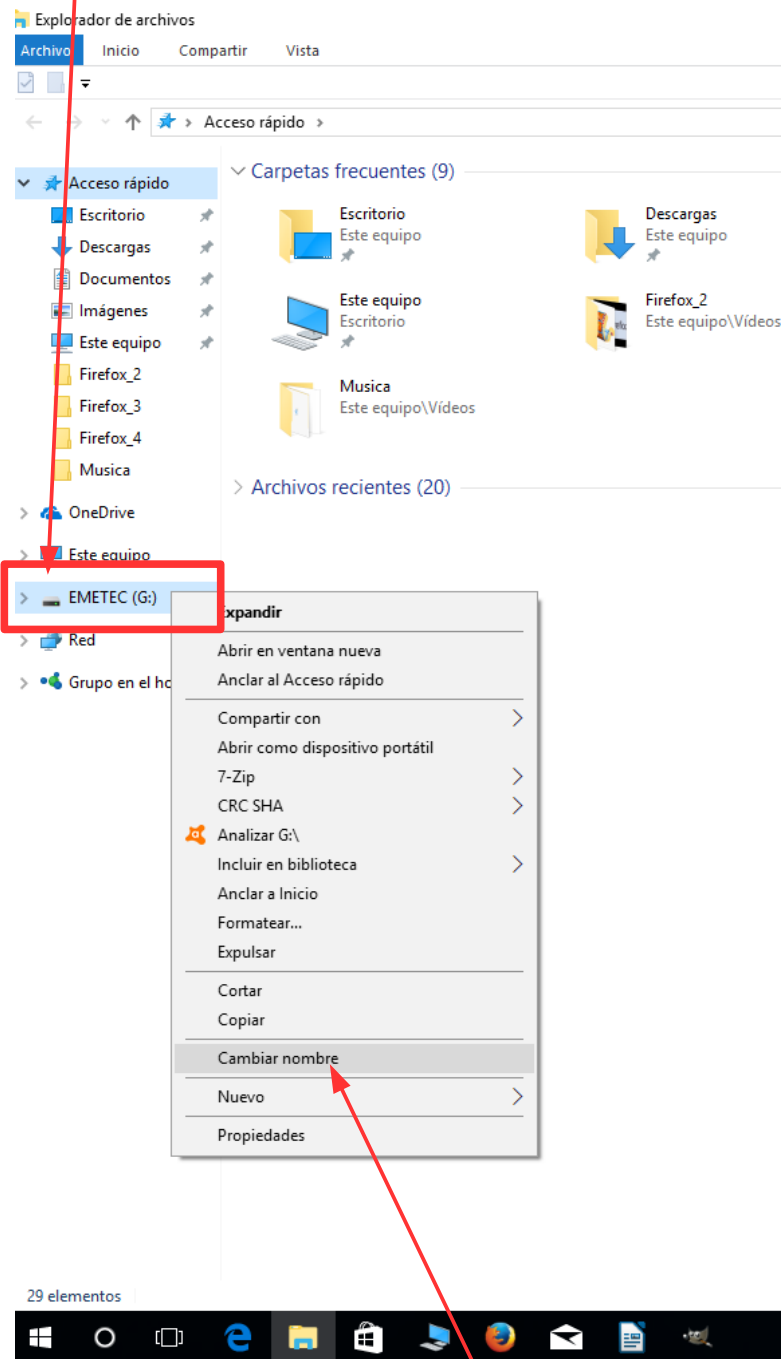 Explorador de archivos
Archivo Inicio Compartir Vista
Acceso rápido
Acceso rápido
Escritorio
Descargas
Documentos
Imágenes
Este equipo
Firefox_2
Firefox_3
Firefox_4
Musica
OneDrive
Este equipo
EMETEC (G:)
Red
Grupo en el
Carpetas frecuentes (9)
Escritorio
Este equipo
Descargas
Este equipo
Este equipo
Escritorio
Firefox_2
Este equipo\Vídeos
Musica
Este equipo\Vídeos
Archivos recientes (20)
Expandir
Abrir en ventana nueva
Anclar al Acceso rápido
Compartir con
Abrir como dispositivo portátil
7-Zip
CRC SHA
Analizar G:\
Incluir en biblioteca
Anclar a Inicio
Formatear...
Expulsar
Cortar
Copiar
Cambiar nombre
Nuevo
Propiedades
29 elementos